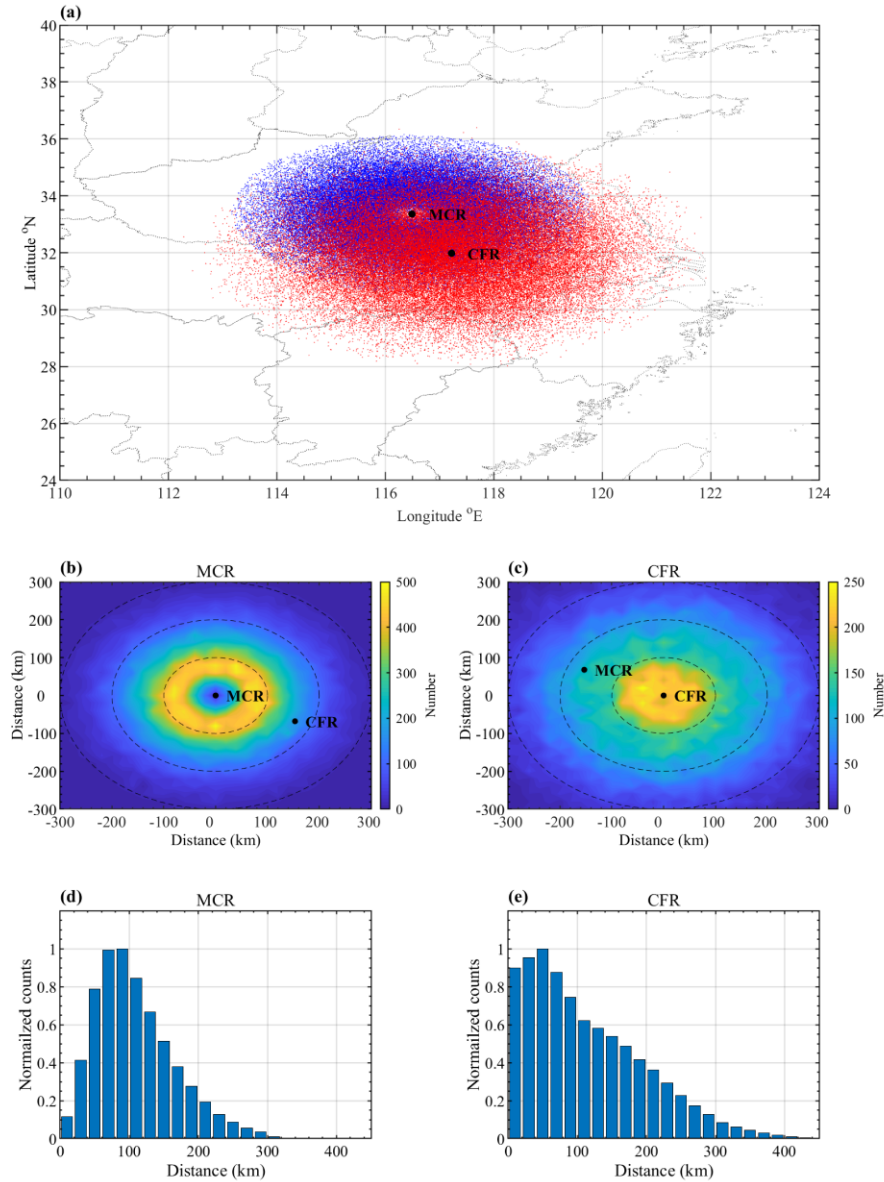 (a)
40
38
36
34
32
30
28
26
24
Latitude °N
MCR
CFR
110 112 114 116 118 120 122 124
Longitude °E
(b) MCR
300
200
100
0
-100
-200
-300
Distance (km)
MCR
CFR
-300 -200 -100 0 100 200 300
Distance (km)
500
400
300
200
100
0
Number
(c) CFR
300
200
100
0
-100
-200
-300
Distance (km)
MCR
CFR
-300 -200 -100 0 100 200 300
Distance (km)
250
200
150
100
50
0
Number
(d) MCR
1
0.8
0.6
0.4
0.2
0
Normailzed counts
0 100 200 300 400
Distance (km)
(e) CFR
1
0.8
0.6
0.4
0.2
0
Normailzed counts
0 100 200 300 400
Distance (km)